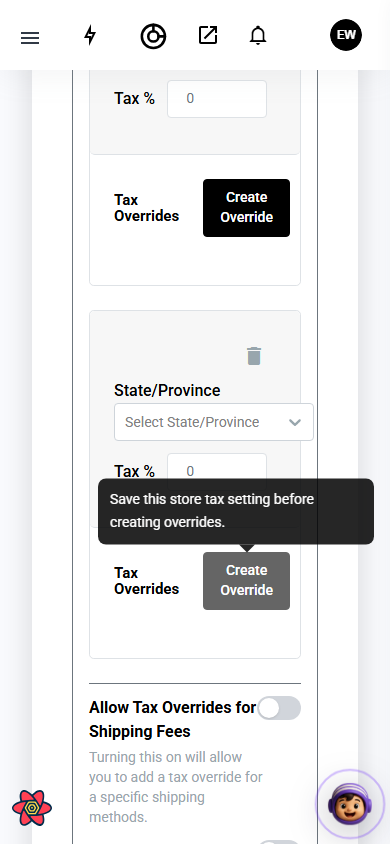 EW
Tax %
0
Tax
Overrides
Create
Override
State/Province
Select State/Province
Tax %
0
Save this store tax setting before
creating overrides.
Tax
Overrides
Create
Override
Allow Tax Overrides for
Shipping Fees
Turning this on will allow
you to add a tax override for
a specific shipping
methods.